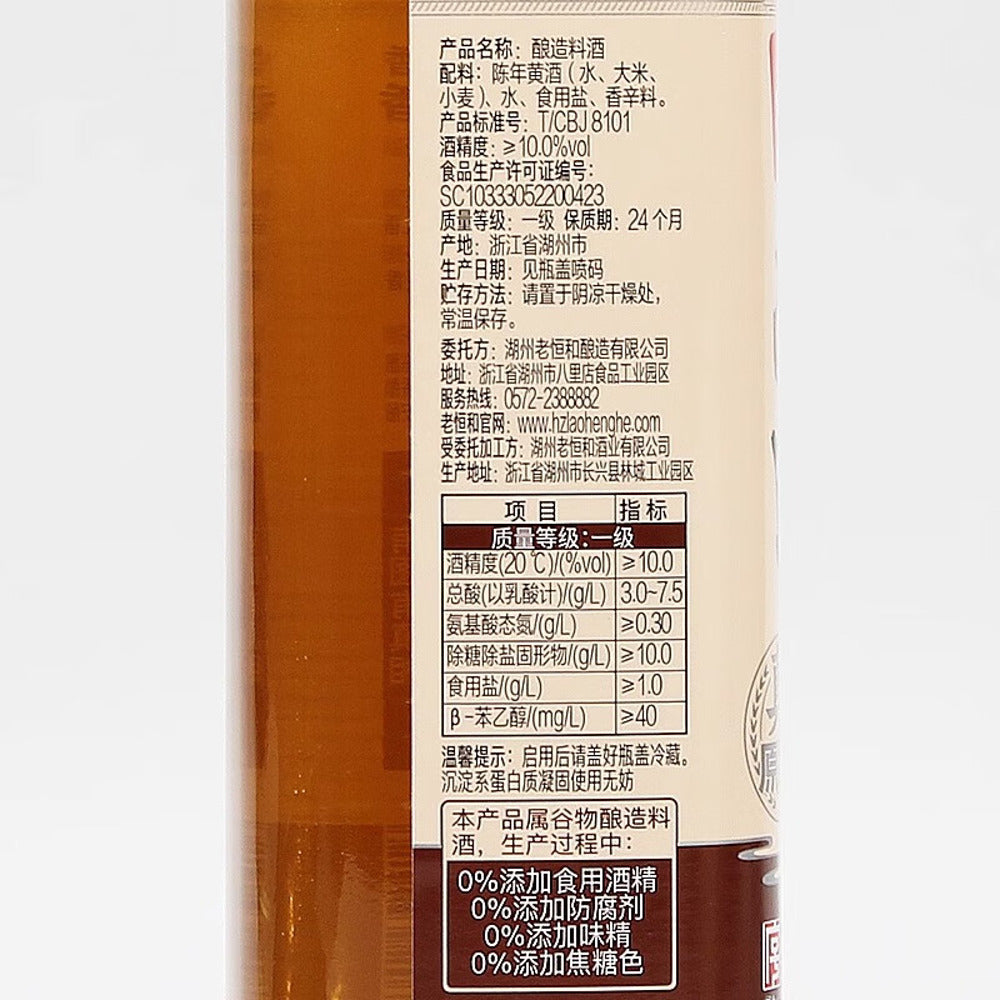 产品名称：酿造料酒
配料：陈年黄酒（水、大米、
小麦）、水、食用盐、香辛料。
产品标准号：T/CBJ 8101
酒精度：≥10.0%vol
食品生产许可证编号：
SC10333052200423
质量等级：一级 保质期：24个月
产地：浙江省湖州市
生产日期：见瓶盖喷码
贮存方法：请置于阴凉干燥处，
常温保存。
委托方：湖州老恒和酿造有限公司
地址：浙江省湖州市八里店食品工业园区
服务热线：0572-2388882
老恒和官网：www.hzlaohenghe.com
受委托加工方：湖州老恒和酒业有限公司
生产地址：浙江省湖州市长兴县林城工业园区
项目 指标
质量等级：一级
酒精度(20℃)/(%vol) ≥10.0
总酸(以乳酸计)/(g/L) 3.0~7.5
氨基酸态氮/(g/L) ≥0.30
除糖除盐固形物/(g/L) ≥10.0
食用盐/(g/L) ≥1.0
β-苯乙醇/(mg/L) ≥40
温馨提示：启用后请盖好瓶盖冷藏。
沉淀系蛋白质凝固使用无妨
本产品属谷物酿造料
酒，生产过程中：
0%添加食用酒精
0%添加防腐剂
0%添加味精
0%添加焦糖色